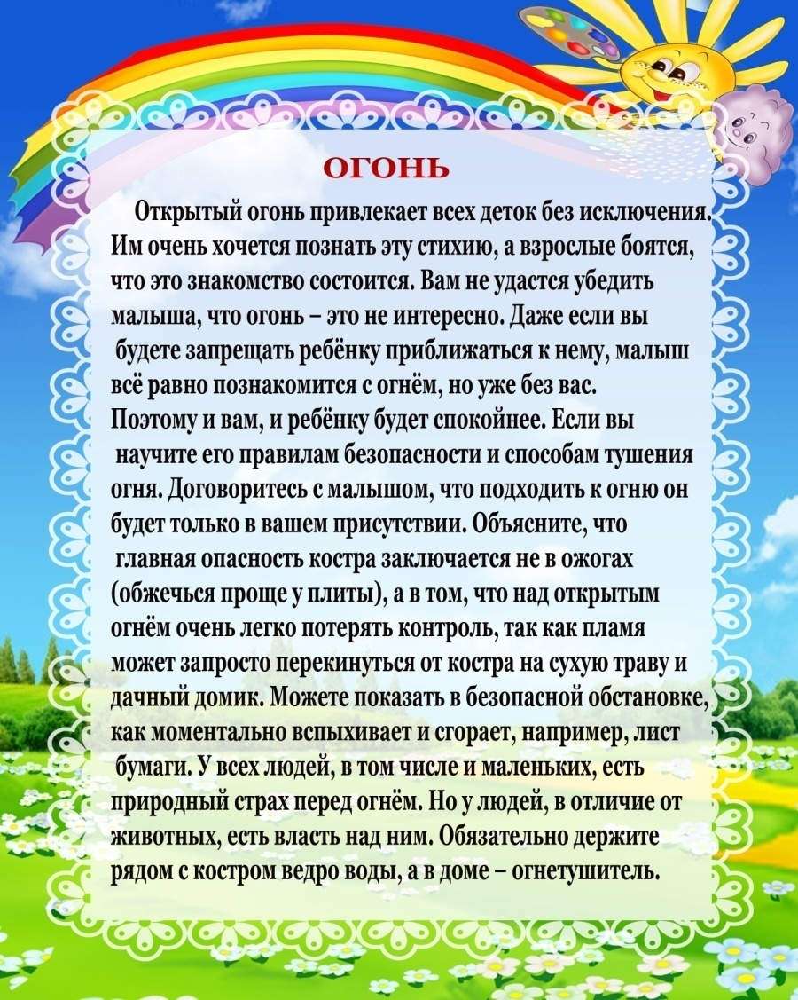 ОГОНЬ
Открытый огонь привлекает всех деток без исключения.
Им очень хочется познать эту стихию, а взрослые боятся,
что это знакомство состоится. Вам не удастся убедить
малыша, что огонь – это не интересно. Даже если вы
будете запрещать ребёнку приближаться к нему, малыш
всё равно познакомится с огнём, но уже без вас.
Поэтому и вам, и ребёнку будет спокойнее. Если вы
научите его правилам безопасности и способам тушения
огня. Договоритесь с малышом, что подходить к огню он
будет только в вашем присутствии. Объясните, что
главная опасность костра заключается не в ожогах
(обжечься проще у плиты), а в том, что над открытым
огнём очень легко потерять контроль, так как пламя
может запросто перекинуться от костра на сухую траву и
дачный домик. Можете показать в безопасной обстановке,
как моментально вспыхивает и сгорает, например, лист
бумаги. У всех людей, в том числе и маленьких, есть
природный страх перед огнём. Но у людей, в отличие от
животных, есть власть над ним. Обязательно держите
рядом с костром ведро воды, а в доме – огнетушитель.